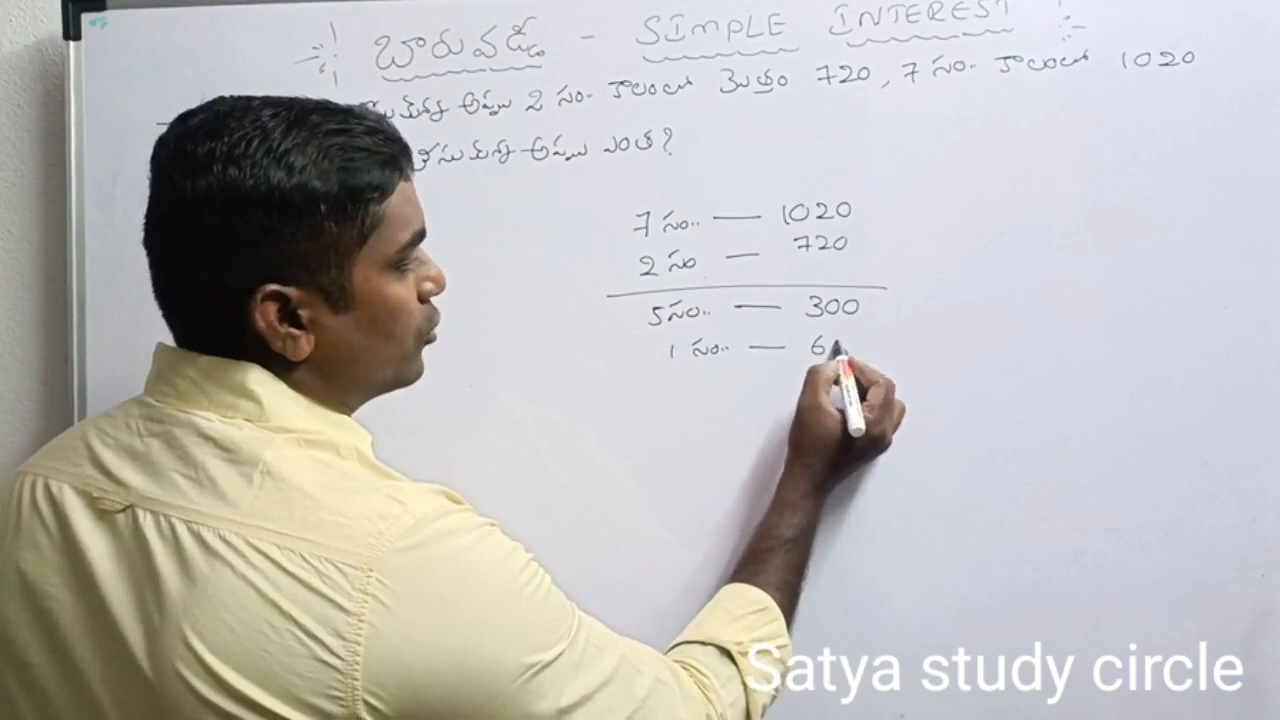 బారువడ్డీ - SIMPLE INTEREST
అప్పు 2 సం. కాలంలో మొత్తం 720, 7 సం. కాలంలో 1020
తీసుకున్న అప్పు ఎంత?
7 సం.. — 1020
2 సం — 720
5 సం.. — 300
1 సం.. — 6
Satya study circle